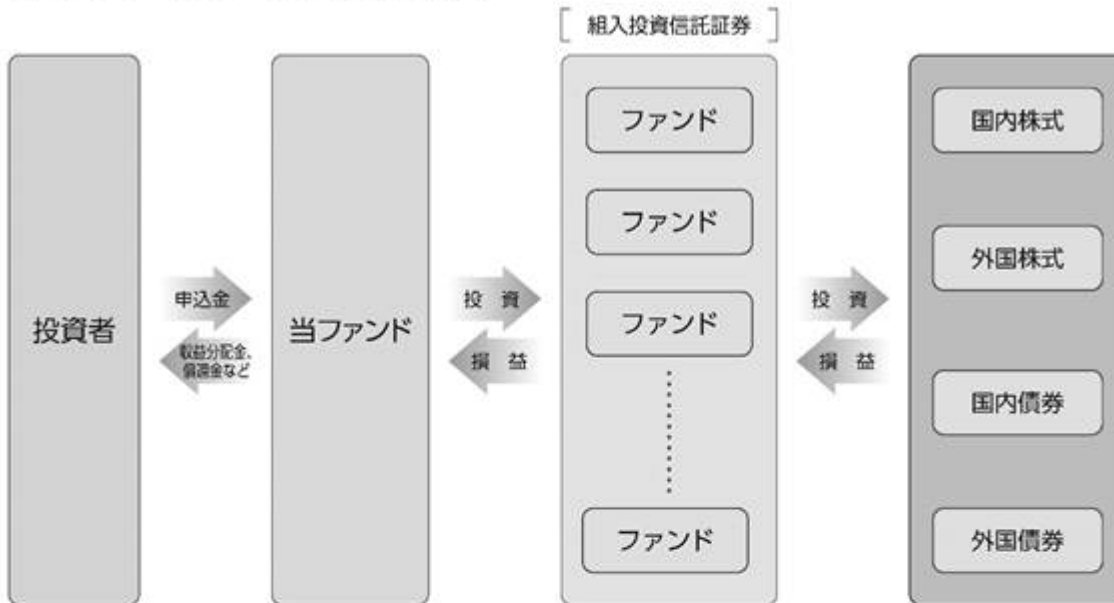 [ 組入投資信託証券 ]
投資者
申込金
収益分配金、
償還金など
当ファンド
投 資
損 益
ファンド
ファンド
ファンド
ファンド
投 資
損 益
国内株式
外国株式
国内債券
外国債券